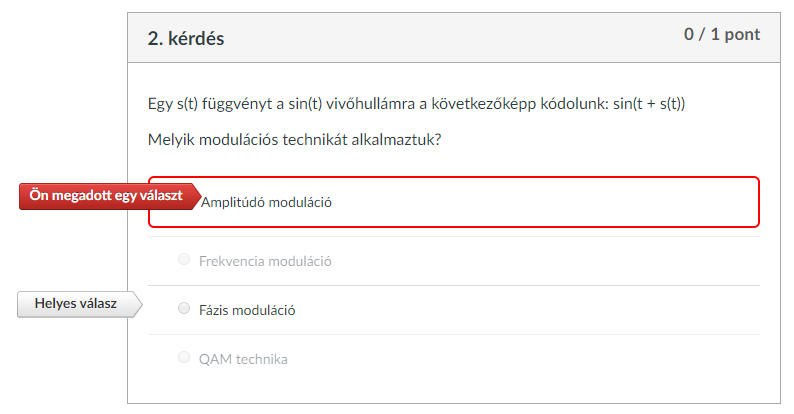 2. kérdés
0 / 1 pont
Egy s(t) függvényt a sin(t) vivőhullámra a következőképp kódolunk: sin(t + s(t))
Melyik modulációs technikát alkalmaztuk?
Ön megadott egy választ
Amplitúdó moduláció
Frekvencia moduláció
Helyes válasz
Fázis moduláció
QAM technika